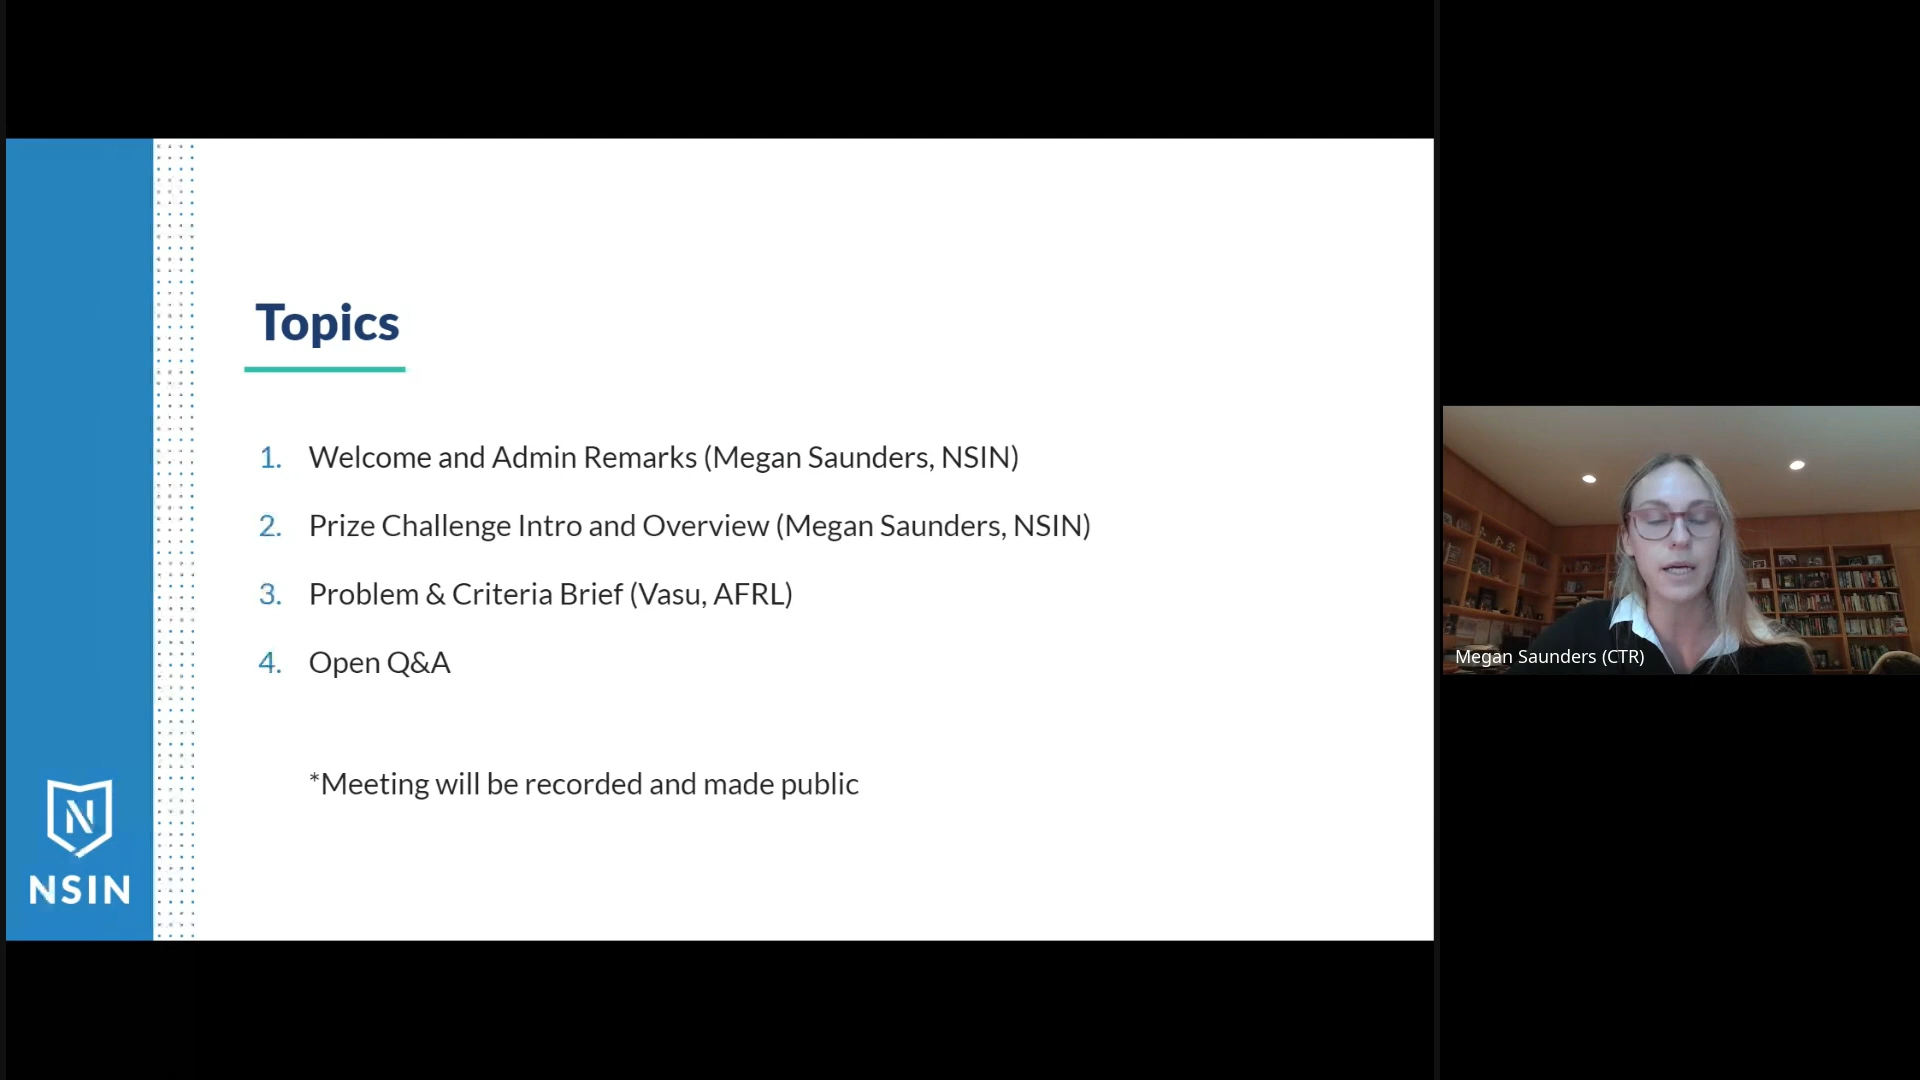 Topics
1. Welcome and Admin Remarks (Megan Saunders, NSIN)
2. Prize Challenge Intro and Overview (Megan Saunders, NSIN)
3. Problem & Criteria Brief (Vasu, AFRL)
4. Open Q&A
*Meeting will be recorded and made public
N
NSIN
Megan Saunders (CTR)